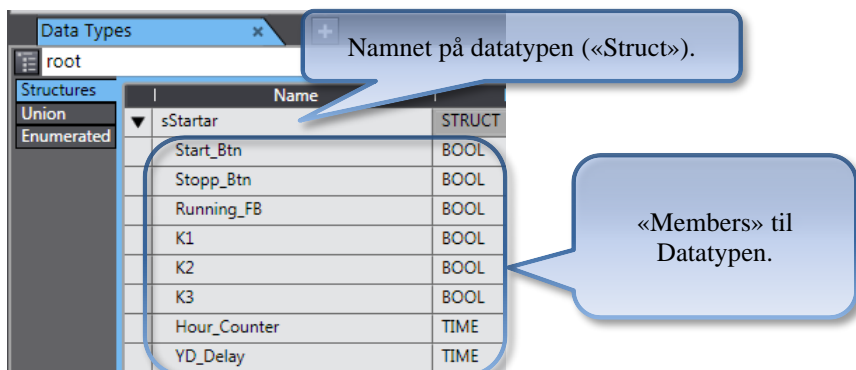 Data Types ×
Namnet på datatypen («Struct»).
root
Structures
Union
Enumerated
Name
sStartar STRUCT
Start_Btn BOOL
Stopp_Btn BOOL
Running_FB BOOL
K1 BOOL
K2 BOOL
K3 BOOL
Hour_Counter TIME
YD_Delay TIME
«Members» til
Datatypen.